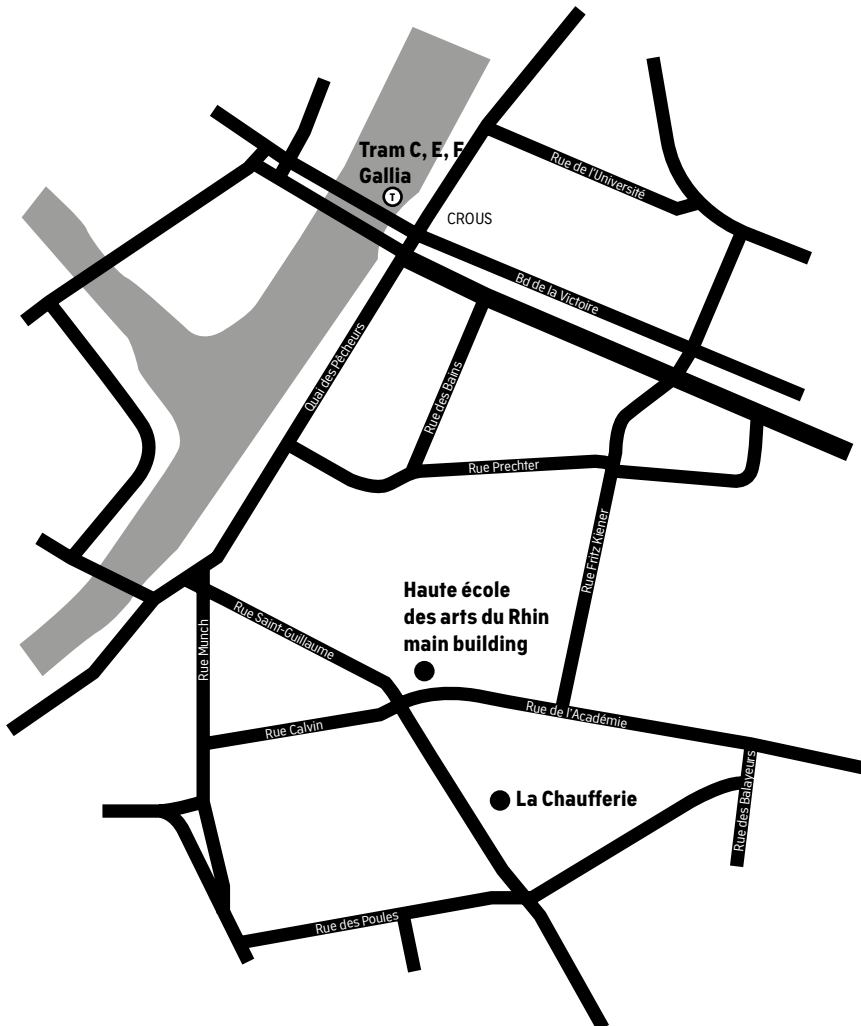 Tram C, E, F
Gallia
T
CROUS
Rue de l'Université
Bd de la Victoire
Quai des Pêcheurs
Rue des Bains
Rue Prechter
Rue Fritz Kiener
Haute école
des arts du Rhin
main building
Rue Saint-Guillaume
Rue Munch
Rue Calvin
Rue de l'Académie
La Chaufferie
Rue des Balayeurs
Rue des Poules